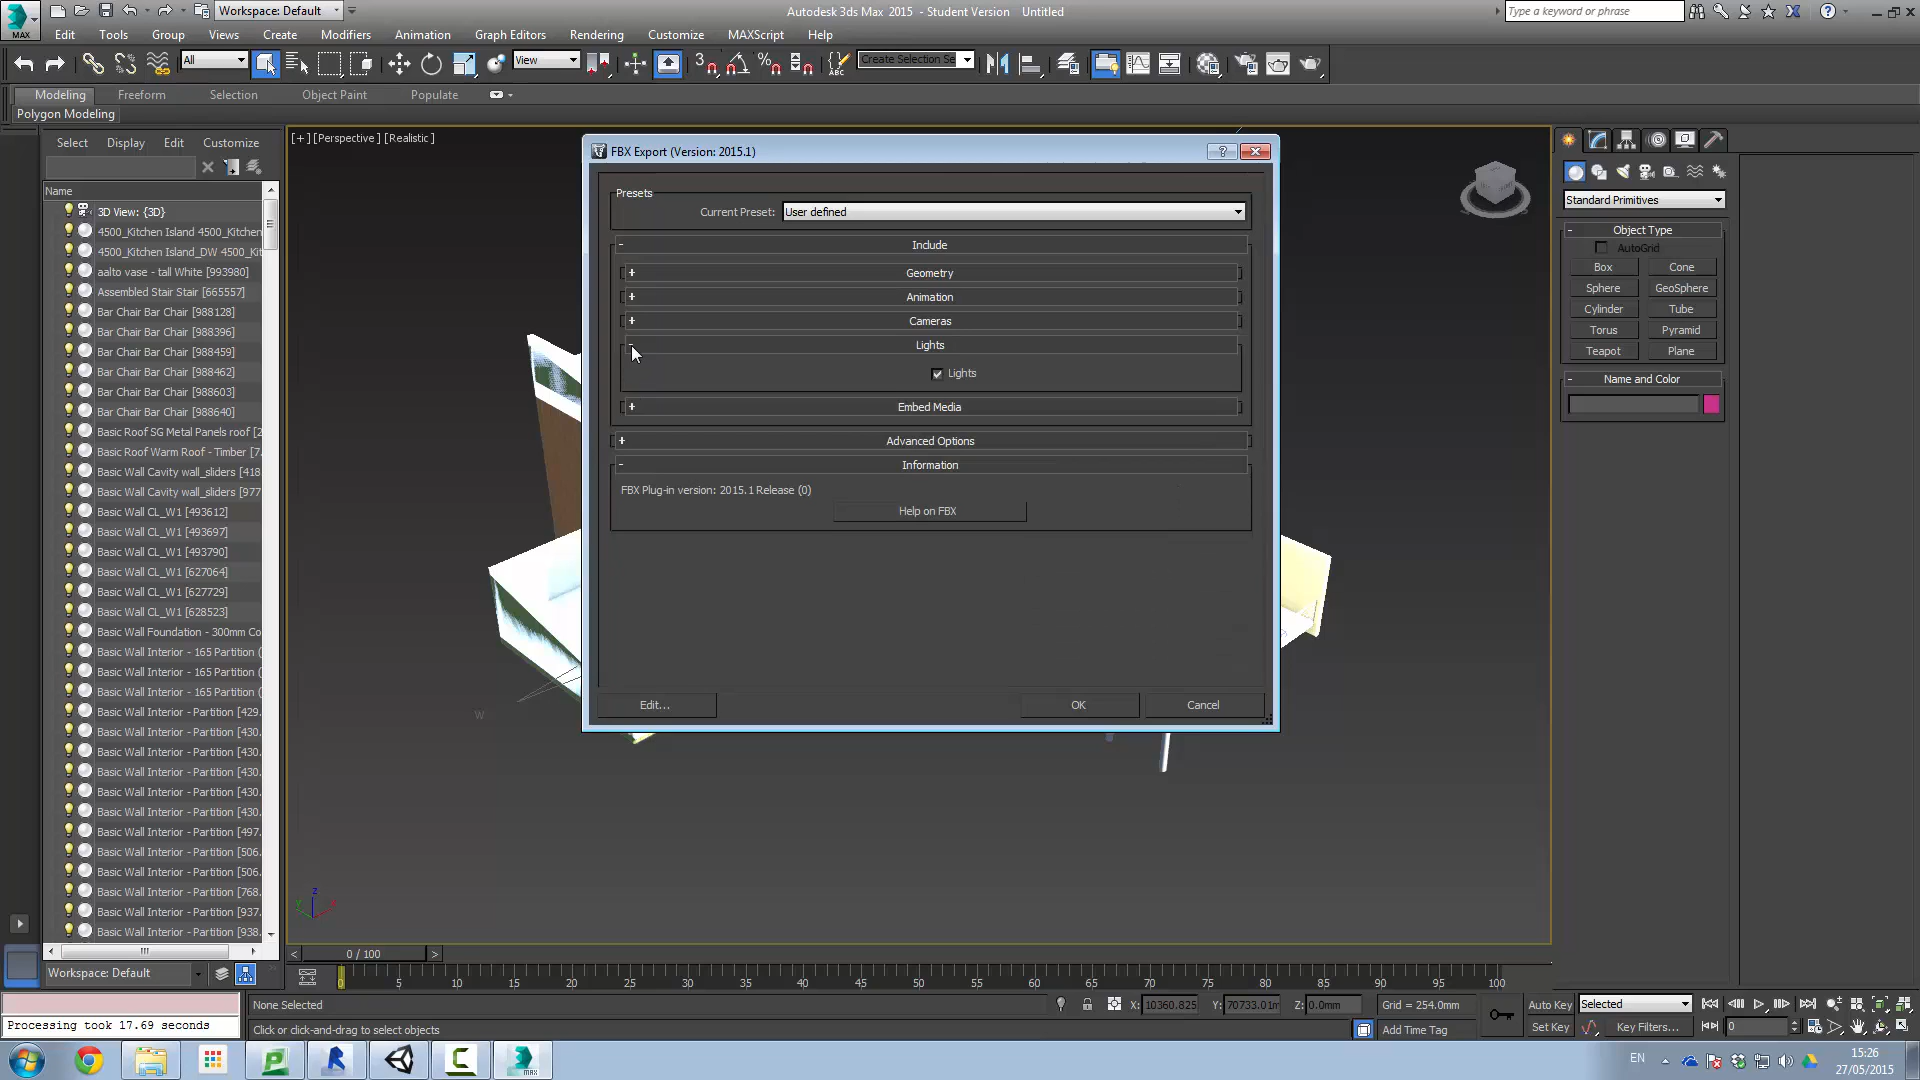 Workspace: Default
Autodesk 3ds Max 2015 - Student Version Untitled
Type a keyword or phrase
MAX
Edit Tools Group Views Create Modifiers Animation Graph Editors Rendering Customize MAXScript Help
All
View
3
ABC
Create Selection Se
Modeling Freeform Selection Object Paint Populate
Polygon Modeling
Select Display Edit Customize
[+] [Perspective] [Realistic]
Name
3D View: {3D}
4500_Kitchen Island 4500_Kitchen
4500_Kitchen Island_DW 4500_Kit
aalto vase - tall White [993980]
Assembled Stair Stair [665557]
Bar Chair Bar Chair [988128]
Bar Chair Bar Chair [988396]
Bar Chair Bar Chair [988459]
Bar Chair Bar Chair [988462]
Bar Chair Bar Chair [988603]
Bar Chair Bar Chair [988640]
Basic Roof SG Metal Panels roof [2
Basic Roof Warm Roof - Timber [7.
Basic Wall Cavity wall_sliders [418
Basic Wall Cavity wall_sliders [977
Basic Wall CL_W1 [493612]
Basic Wall CL_W1 [493697]
Basic Wall CL_W1 [493790]
Basic Wall CL_W1 [627064]
Basic Wall CL_W1 [627729]
Basic Wall CL_W1 [628523]
Basic Wall Foundation - 300mm Co
Basic Wall Interior - 165 Partition (
Basic Wall Interior - 165 Partition (
Basic Wall Interior - 165 Partition (
Basic Wall Interior - Partition [429.
Basic Wall Interior - Partition [430.
Basic Wall Interior - Partition [430.
Basic Wall Interior - Partition [430.
Basic Wall Interior - Partition [430.
Basic Wall Interior - Partition [430.
Basic Wall Interior - Partition [497.
Basic Wall Interior - Partition [506.
Basic Wall Interior - Partition [506.
Basic Wall Interior - Partition [768.
Basic Wall Interior - Partition [937.
Basic Wall Interior - Partition [938.
Workspace: Default
FBX Export (Version: 2015.1)
Presets
Current Preset: User defined
- Include
+ Geometry
+ Animation
+ Cameras
- Lights
Lights
+ Embed Media
+ Advanced Options
- Information
FBX Plug-in version: 2015.1 Release (0)
Help on FBX
Edit... OK Cancel
W
z
Standard Primitives
- Object Type
AutoGrid
Box Cone
Sphere GeoSphere
Cylinder Tube
Torus Pyramid
Teapot Plane
- Name and Color
< 0 / 100 >
0 5 10 15 20 25 30 35 40 45 50 55 60 65 70 75 80 85 90 95 100
None Selected
X: 10360.825 Y: 70733.01m Z: 0.0mm Grid = 254.0mm
Auto Key Selected
Processing took 17.69 seconds
Click or click-and-drag to select objects
Add Time Tag
Set Key Key Filters... 0
EN
15:26
27/05/2015